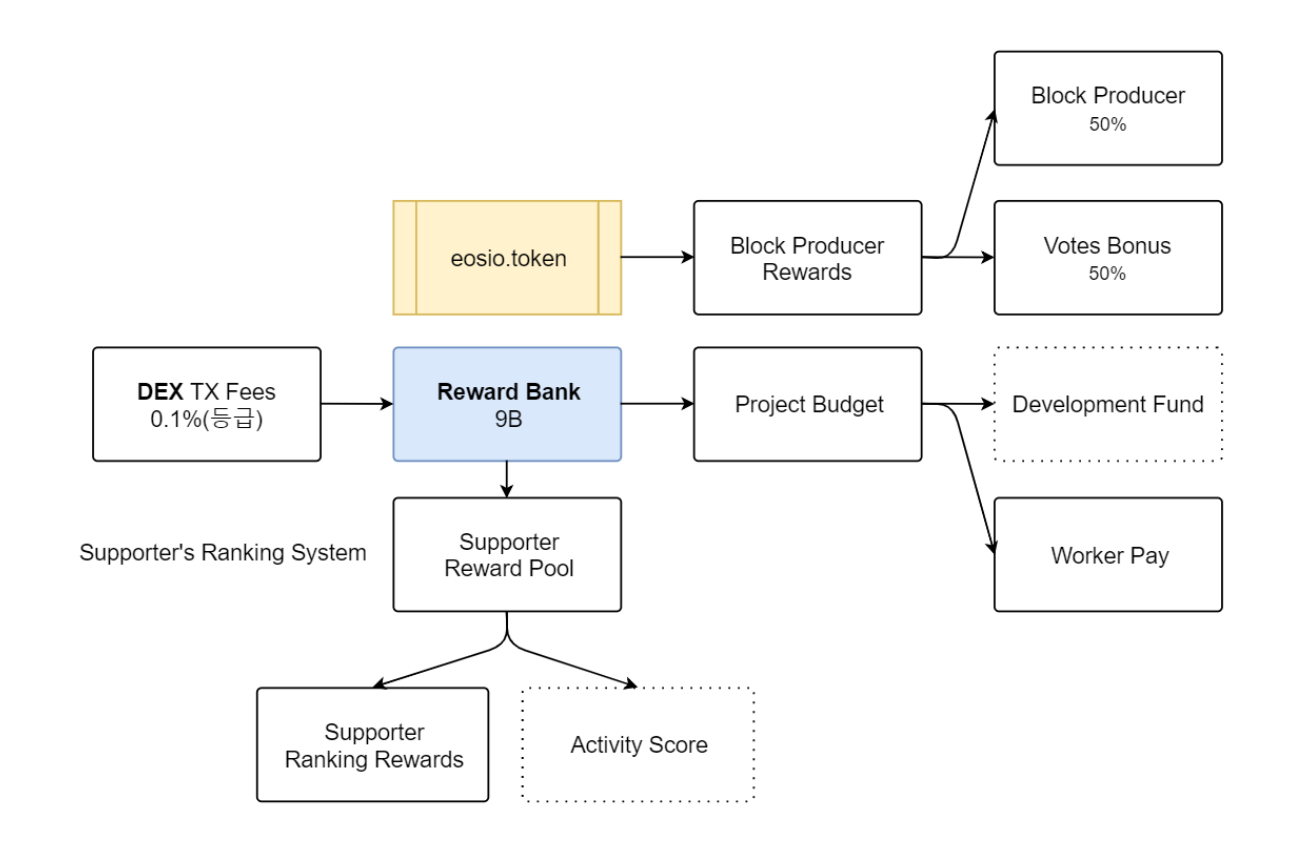 Block Producer
50%
eosio.token
Block Producer
Rewards
Votes Bonus
50%
DEX TX Fees
0.1%(등급)
Reward Bank
9B
Project Budget
Development Fund
Supporter's Ranking System
Supporter
Reward Pool
Worker Pay
Supporter
Ranking Rewards
Activity Score